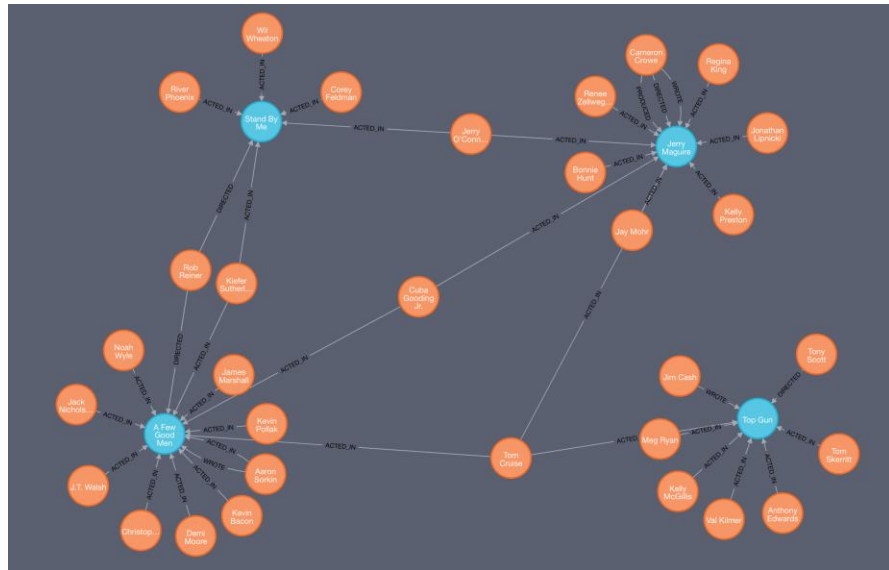 Wil
Wheaton
ACTED_IN
River
Phoenix
ACTED_IN
Corey
Feldman
ACTED_IN
Stand By
Me
ACTED_IN
Jerry
O'Conn...
ACTED_IN
Cameron
Crowe
PRODUCED
DIRECTED
WROTE
Regina
King
ACTED_IN
Renee
Zellweg...
ACTED_IN
Jonathan
Lipnicki
ACTED_IN
Jerry
Maguire
Bonnie
Hunt
ACTED_IN
Kelly
Preston
ACTED_IN
Jay Mohr
ACTED_IN
DIRECTED
ACTED_IN
Rob
Reiner
Kiefer
Sutherl...
DIRECTED
ACTED_IN
Cuba
Gooding
Jr.
ACTED_IN
ACTED_IN
ACTED_IN
Noah
Wyle
ACTED_IN
James
Marshall
ACTED_IN
Jack
Nichols...
ACTED_IN
A Few
Good
Men
Kevin
Pollak
ACTED_IN
Aaron
Sorkin
ACTED_IN
WROTE
J.T. Walsh
ACTED_IN
Christop...
ACTED_IN
Demi
Moore
ACTED_IN
Kevin
Bacon
ACTED_IN
ACTED_IN
Tom
Cruise
Tony
Scott
DIRECTED
Jim Cash
WROTE
Top Gun
Meg Ryan
ACTED_IN
Tom
Skerritt
ACTED_IN
Kelly
McGillis
ACTED_IN
Val Kilmer
ACTED_IN
Anthony
Edwards
ACTED_IN